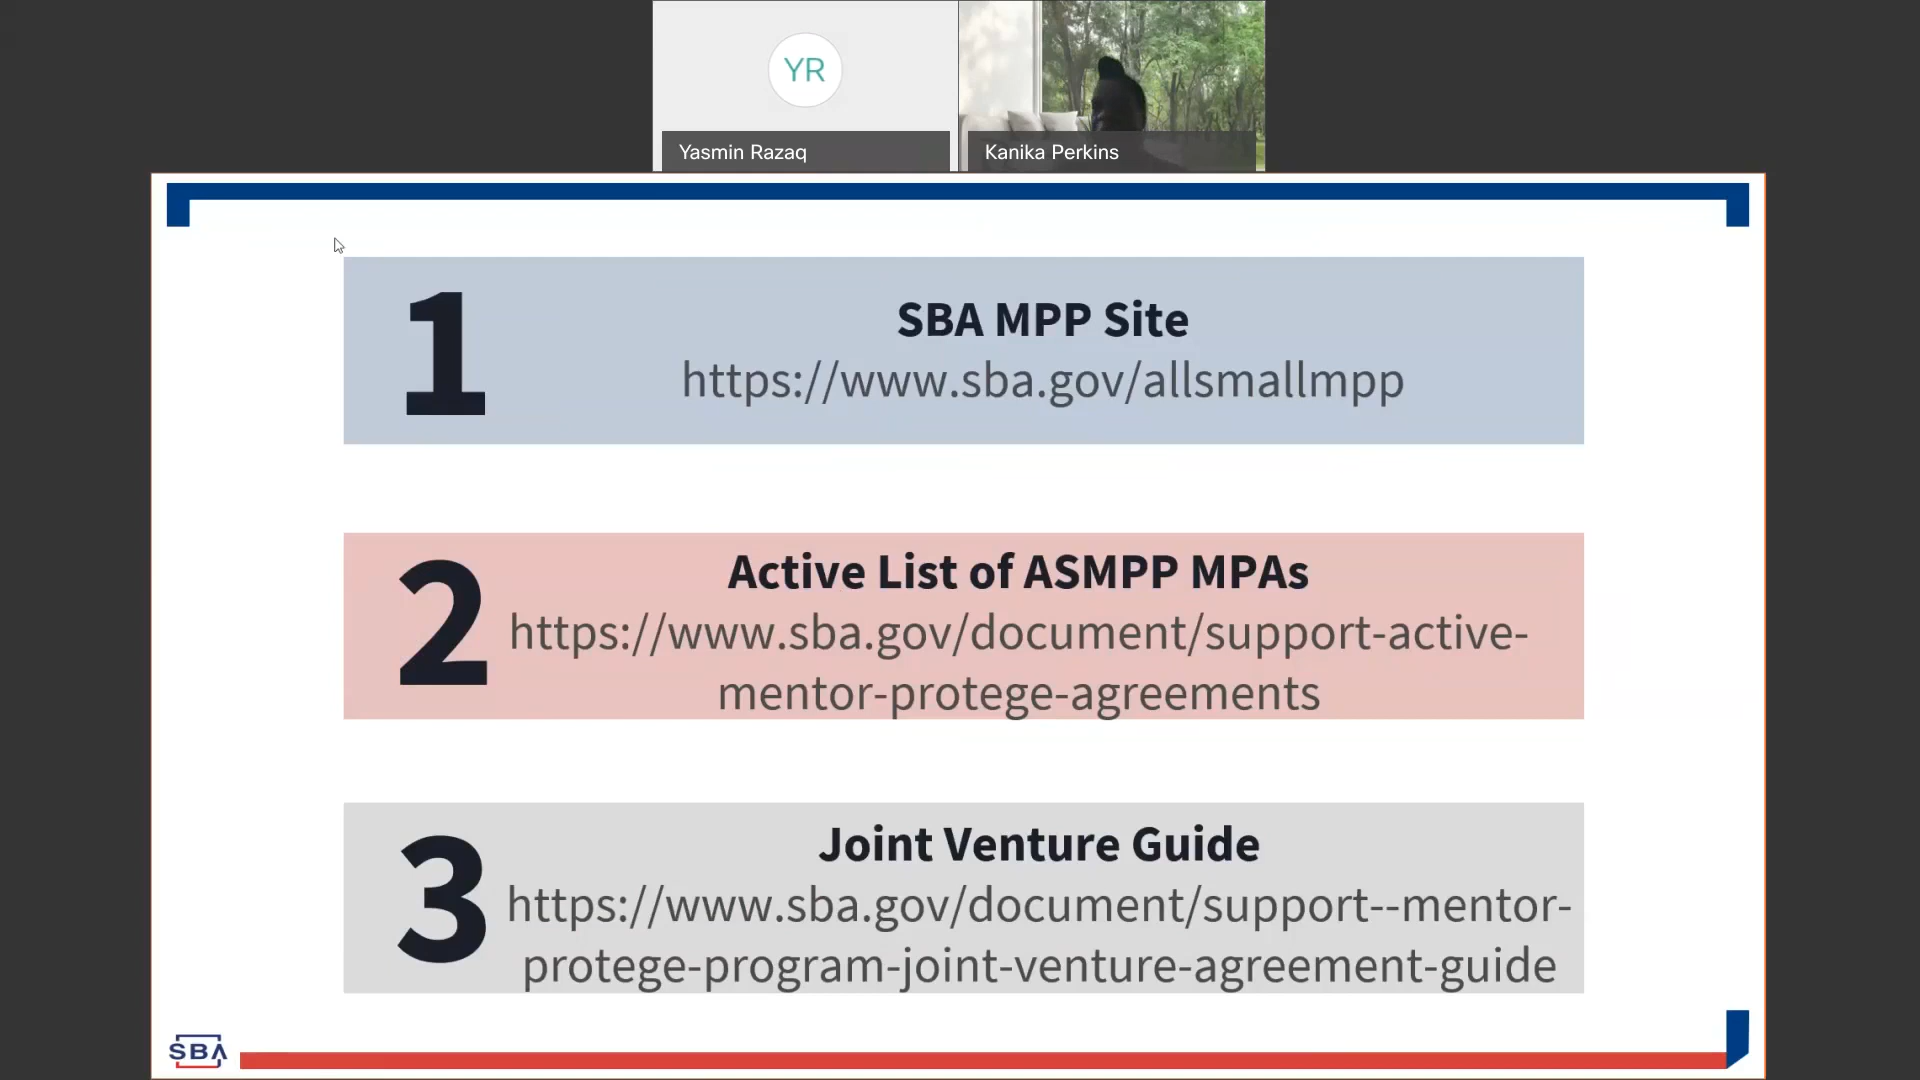 YR
Yasmin Razaq
Kanika Perkins
1
SBA MPP Site
https://www.sba.gov/allsmallmpp
2
Active List of ASMPP MPAs
https://www.sba.gov/document/support-active-
mentor-protege-agreements
3
Joint Venture Guide
https://www.sba.gov/document/support--mentor-
protege-program-joint-venture-agreement-guide
SBA